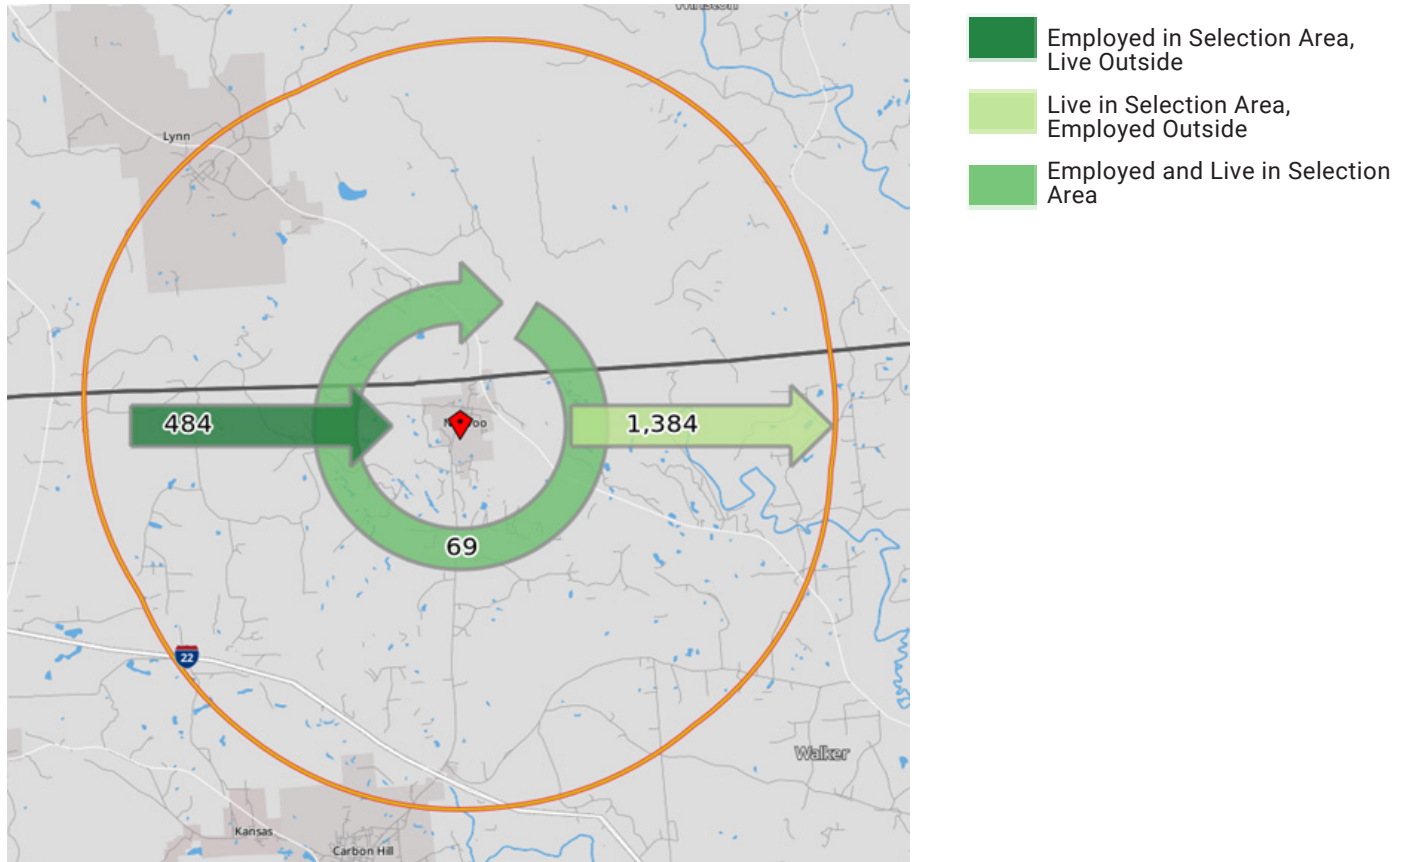 Winston
Lynn
484
1,384
69
22
Walker
Kansas
Carbon Hill
Employed in Selection Area,
Live Outside
Live in Selection Area,
Employed Outside
Employed and Live in Selection
Area